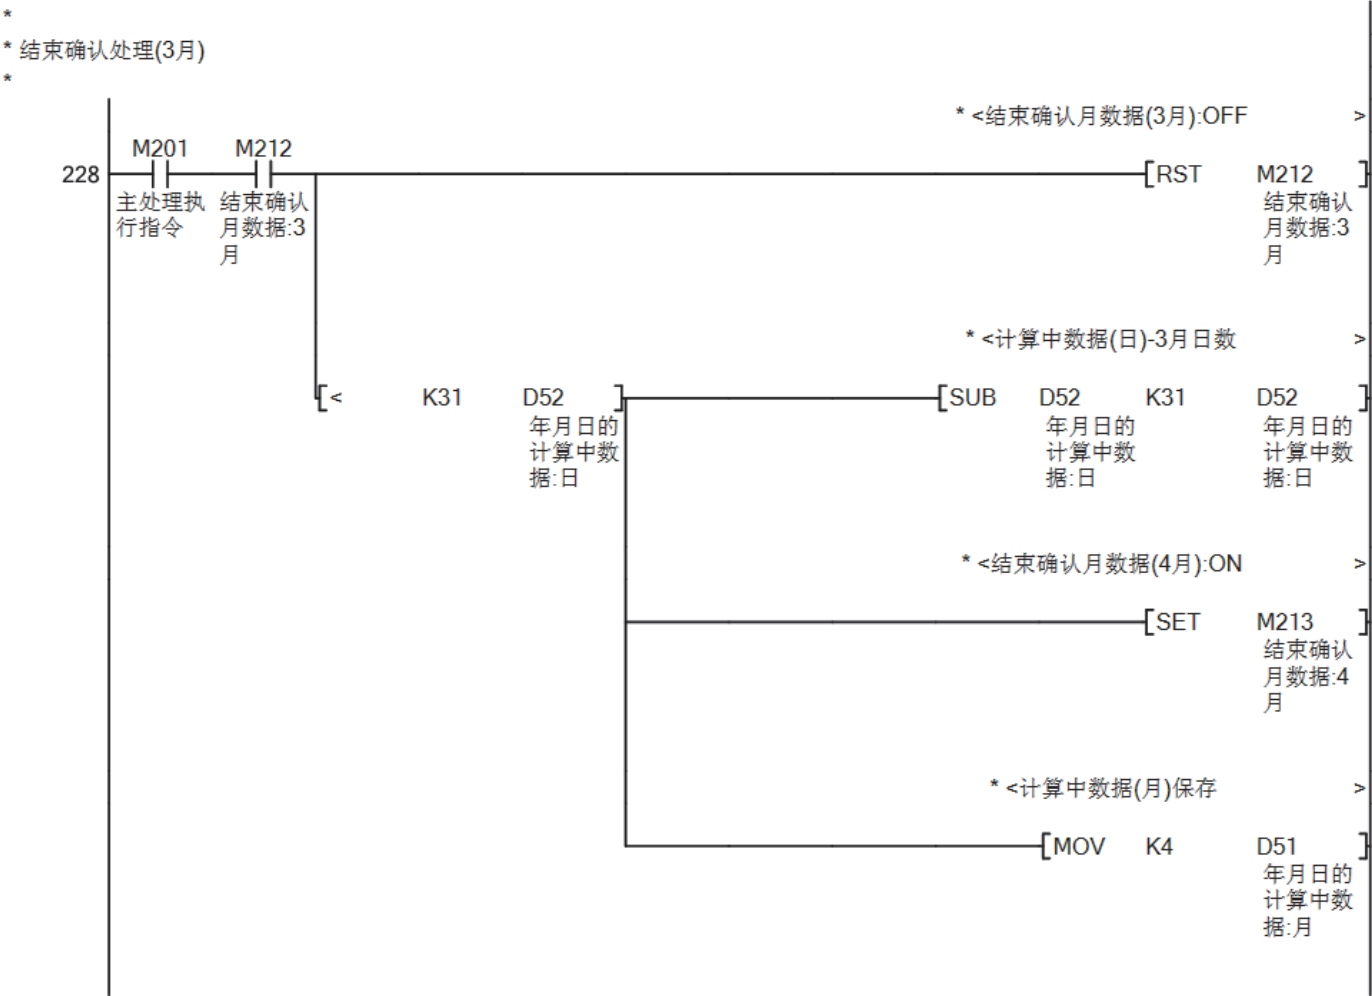 *
* 结束确认处理(3月)
*
* <结束确认月数据(3月):OFF >
M201 M212
228 [RST M212 ]
主处理执 结束确认 结束确认
行指令 月数据:3 月数据:3
月 月
* <计算中数据(日)-3月日数 >
[< K31 D52 ] [SUB D52 K31 D52 ]
年月日的 年月日的 年月日的
计算中数 计算中数 计算中数
据:日 据:日 据:日
* <结束确认月数据(4月):ON >
[SET M213 ]
结束确认
月数据:4
月
* <计算中数据(月)保存 >
[MOV K4 D51 ]
年月日的
计算中数
据:月